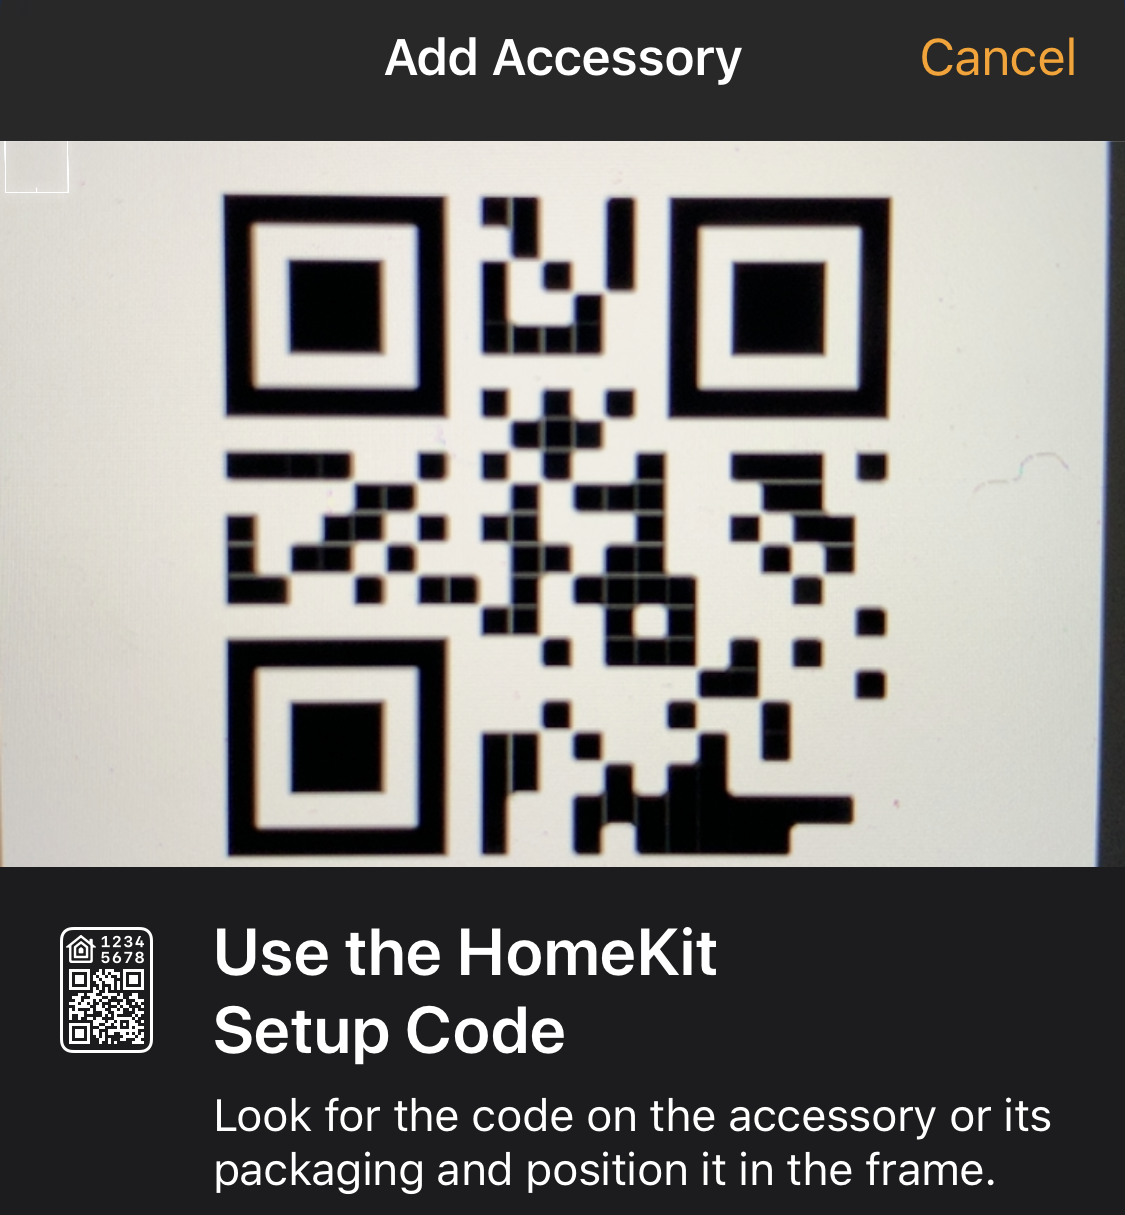 Add Accessory
Cancel
1234
5678
Use the HomeKit
Setup Code
Look for the code on the accessory or its
packaging and position it in the frame.